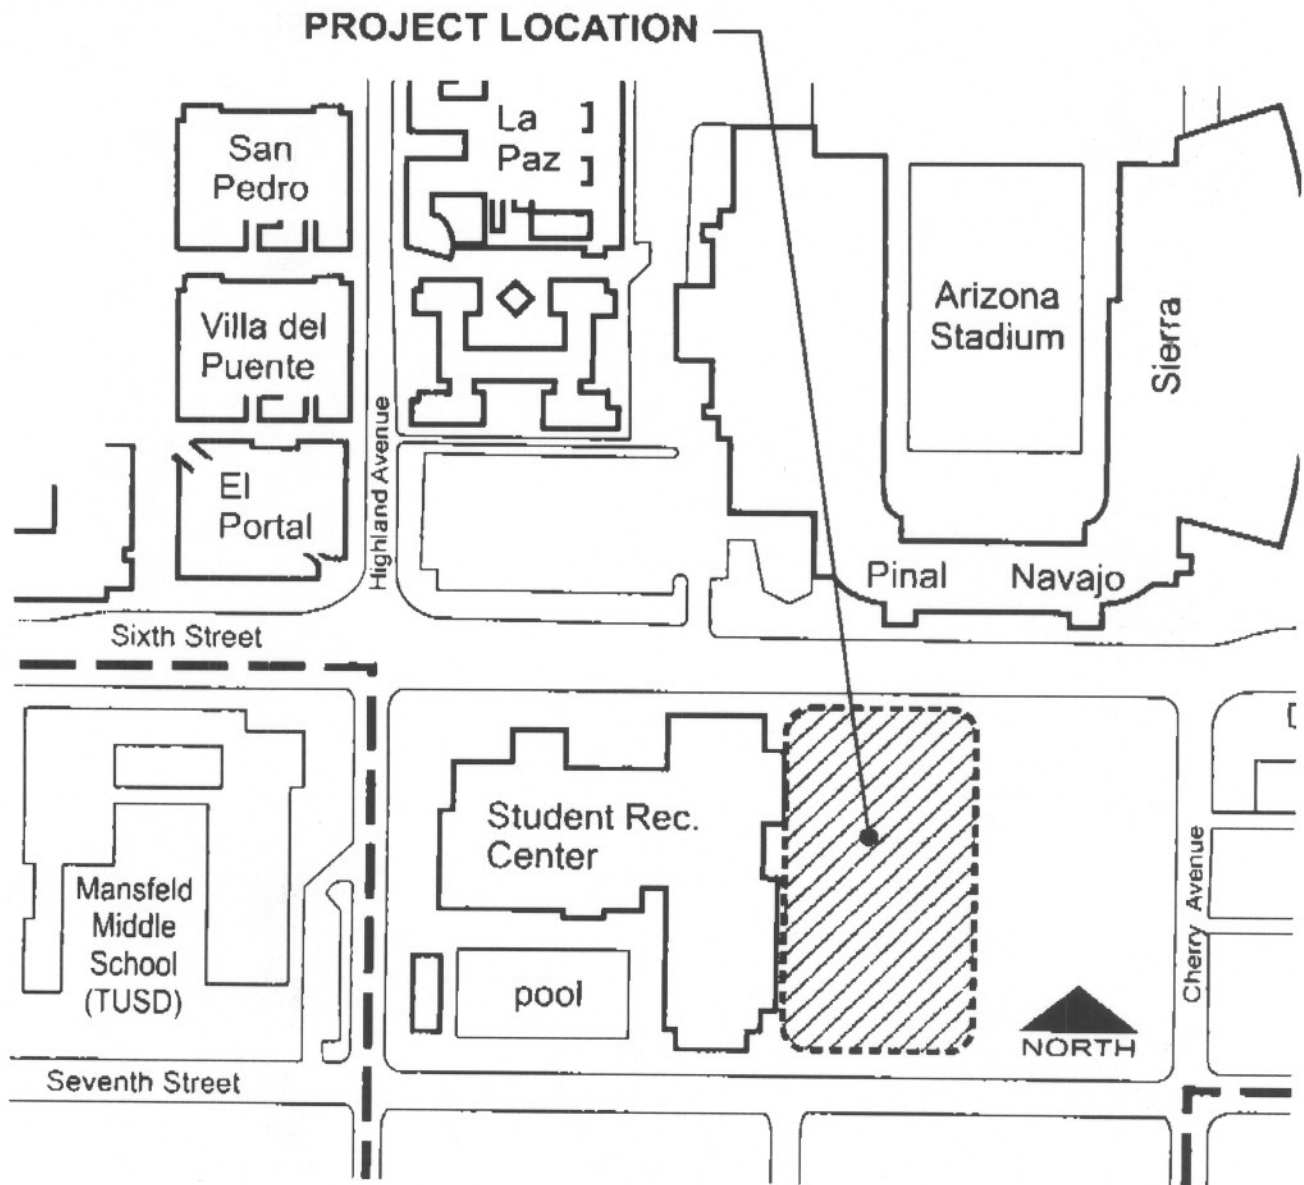 PROJECT LOCATION
La
Paz
San
Pedro
Arizona
Stadium
Sierra
Villa del
Puente
Highland Avenue
El
Portal
Pinal
Navajo
Sixth Street
Student Rec.
Center
Mansfeld
Middle
School
(TUSD)
pool
Cherry Avenue
NORTH
Seventh Street